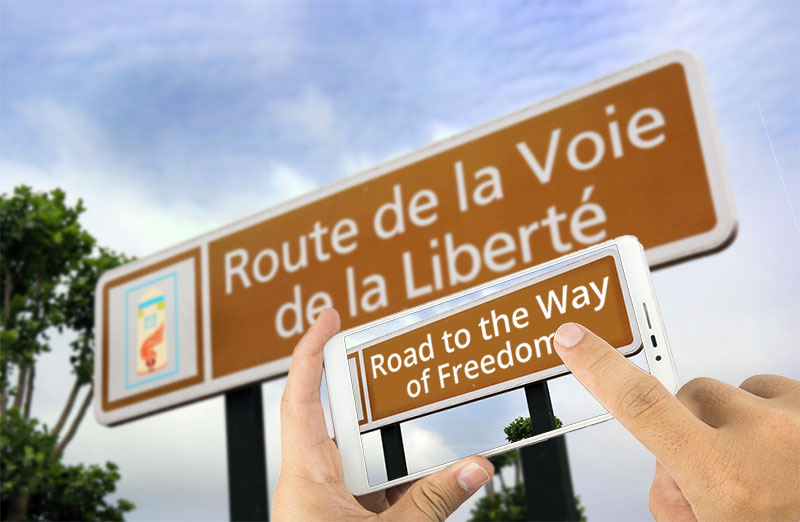 Route de la Voie
de la Liberté
Road to the Way
of Freedom